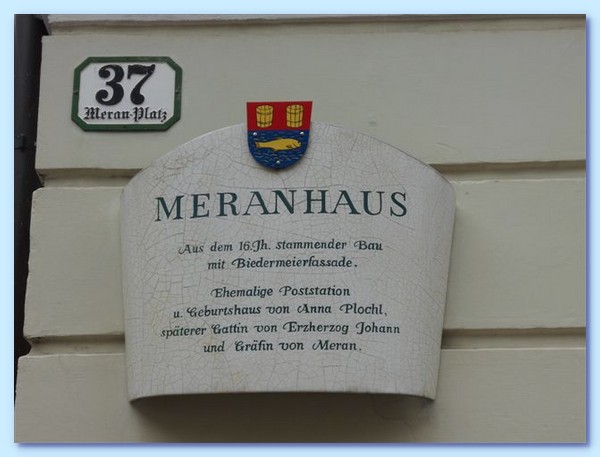 37
Meran-Platz
MERANHAUS
Aus dem 16.Jh. stammender Bau
mit Biedermeierfassade.
Ehemalige Poststation
u. Geburtshaus von Anna Plochl,
späterer Gattin von Erzherzog Johann
und Gräfin von Meran.